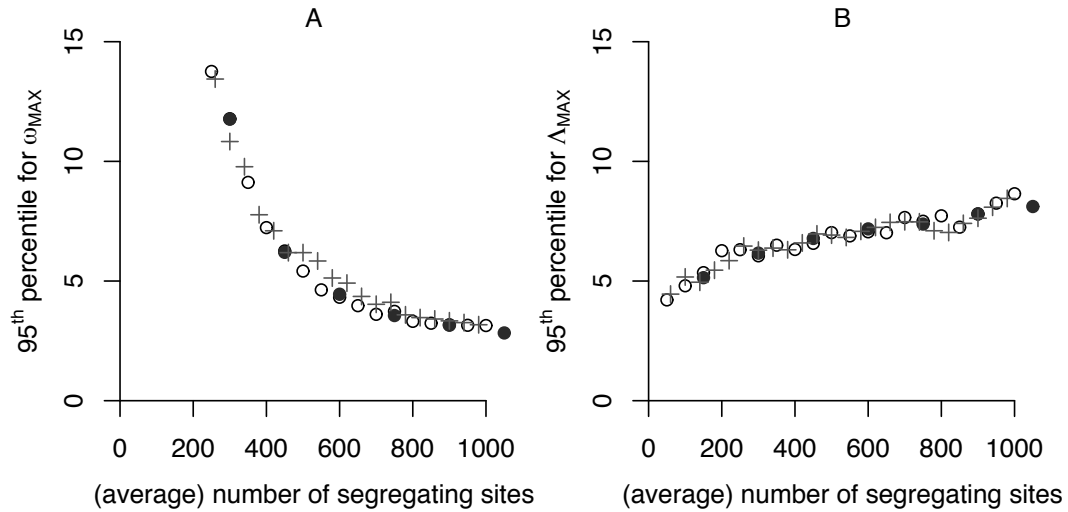 A
95th percentile for ωMAX
15
10
5
0
0 200 400 600 800 1000
(average) number of segregating sites
B
95th percentile for ΛMAX
15
10
5
0
0 200 400 600 800 1000
(average) number of segregating sites